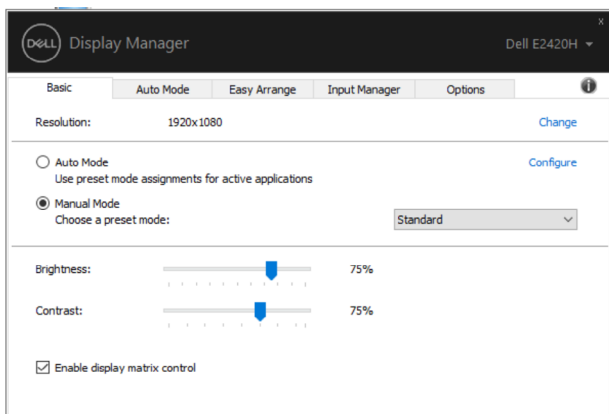 DELL Display Manager
x
Dell E2420H
Basic Auto Mode Easy Arrange Input Manager Options i
Resolution: 1920x1080 Change
Auto Mode Configure
Use preset mode assignments for active applications
Manual Mode
Choose a preset mode: Standard
Brightness: 75%
Contrast: 75%
Enable display matrix control